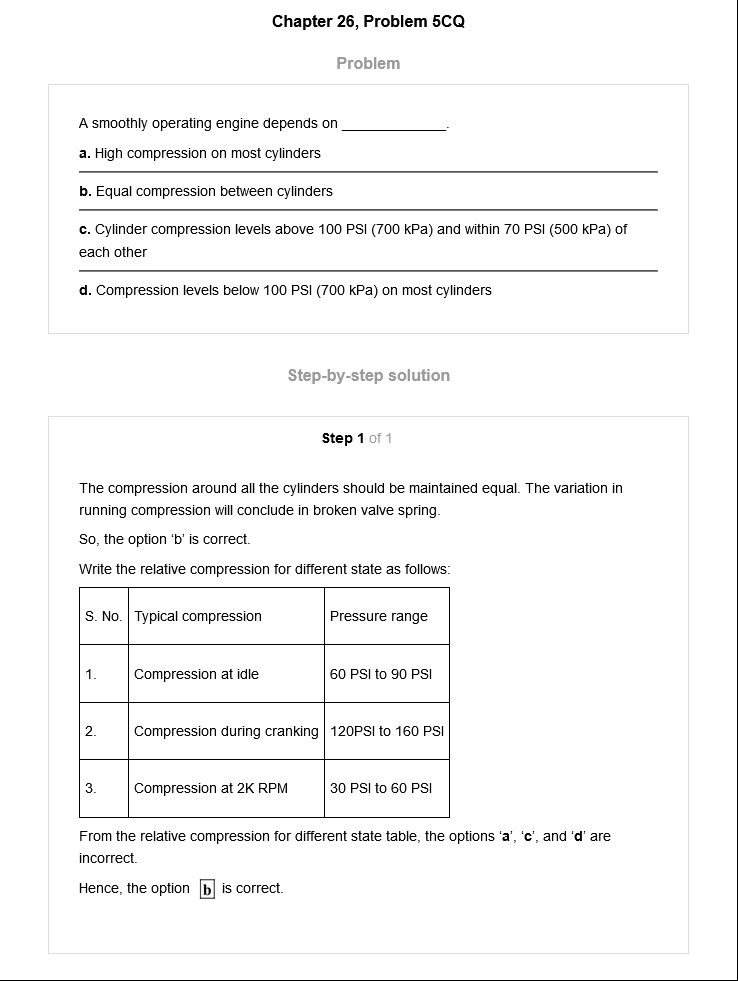 Chapter 26, Problem 5CQ
Problem
A smoothly operating engine depends on _____________.
a. High compression on most cylinders
b. Equal compression between cylinders
c. Cylinder compression levels above 100 PSI (700 kPa) and within 70 PSI (500 kPa) of
each other
d. Compression levels below 100 PSI (700 kPa) on most cylinders
Step-by-step solution
Step 1 of 1
The compression around all the cylinders should be maintained equal. The variation in
running compression will conclude in broken valve spring.
So, the option ‘b’ is correct.
Write the relative compression for different state as follows:
S. No. Typical compression Pressure range
1. Compression at idle 60 PSI to 90 PSI
2. Compression during cranking 120PSI to 160 PSI
3. Compression at 2K RPM 30 PSI to 60 PSI
From the relative compression for different state table, the options ‘a’, ‘c’, and ‘d’ are
incorrect.
Hence, the option b is correct.